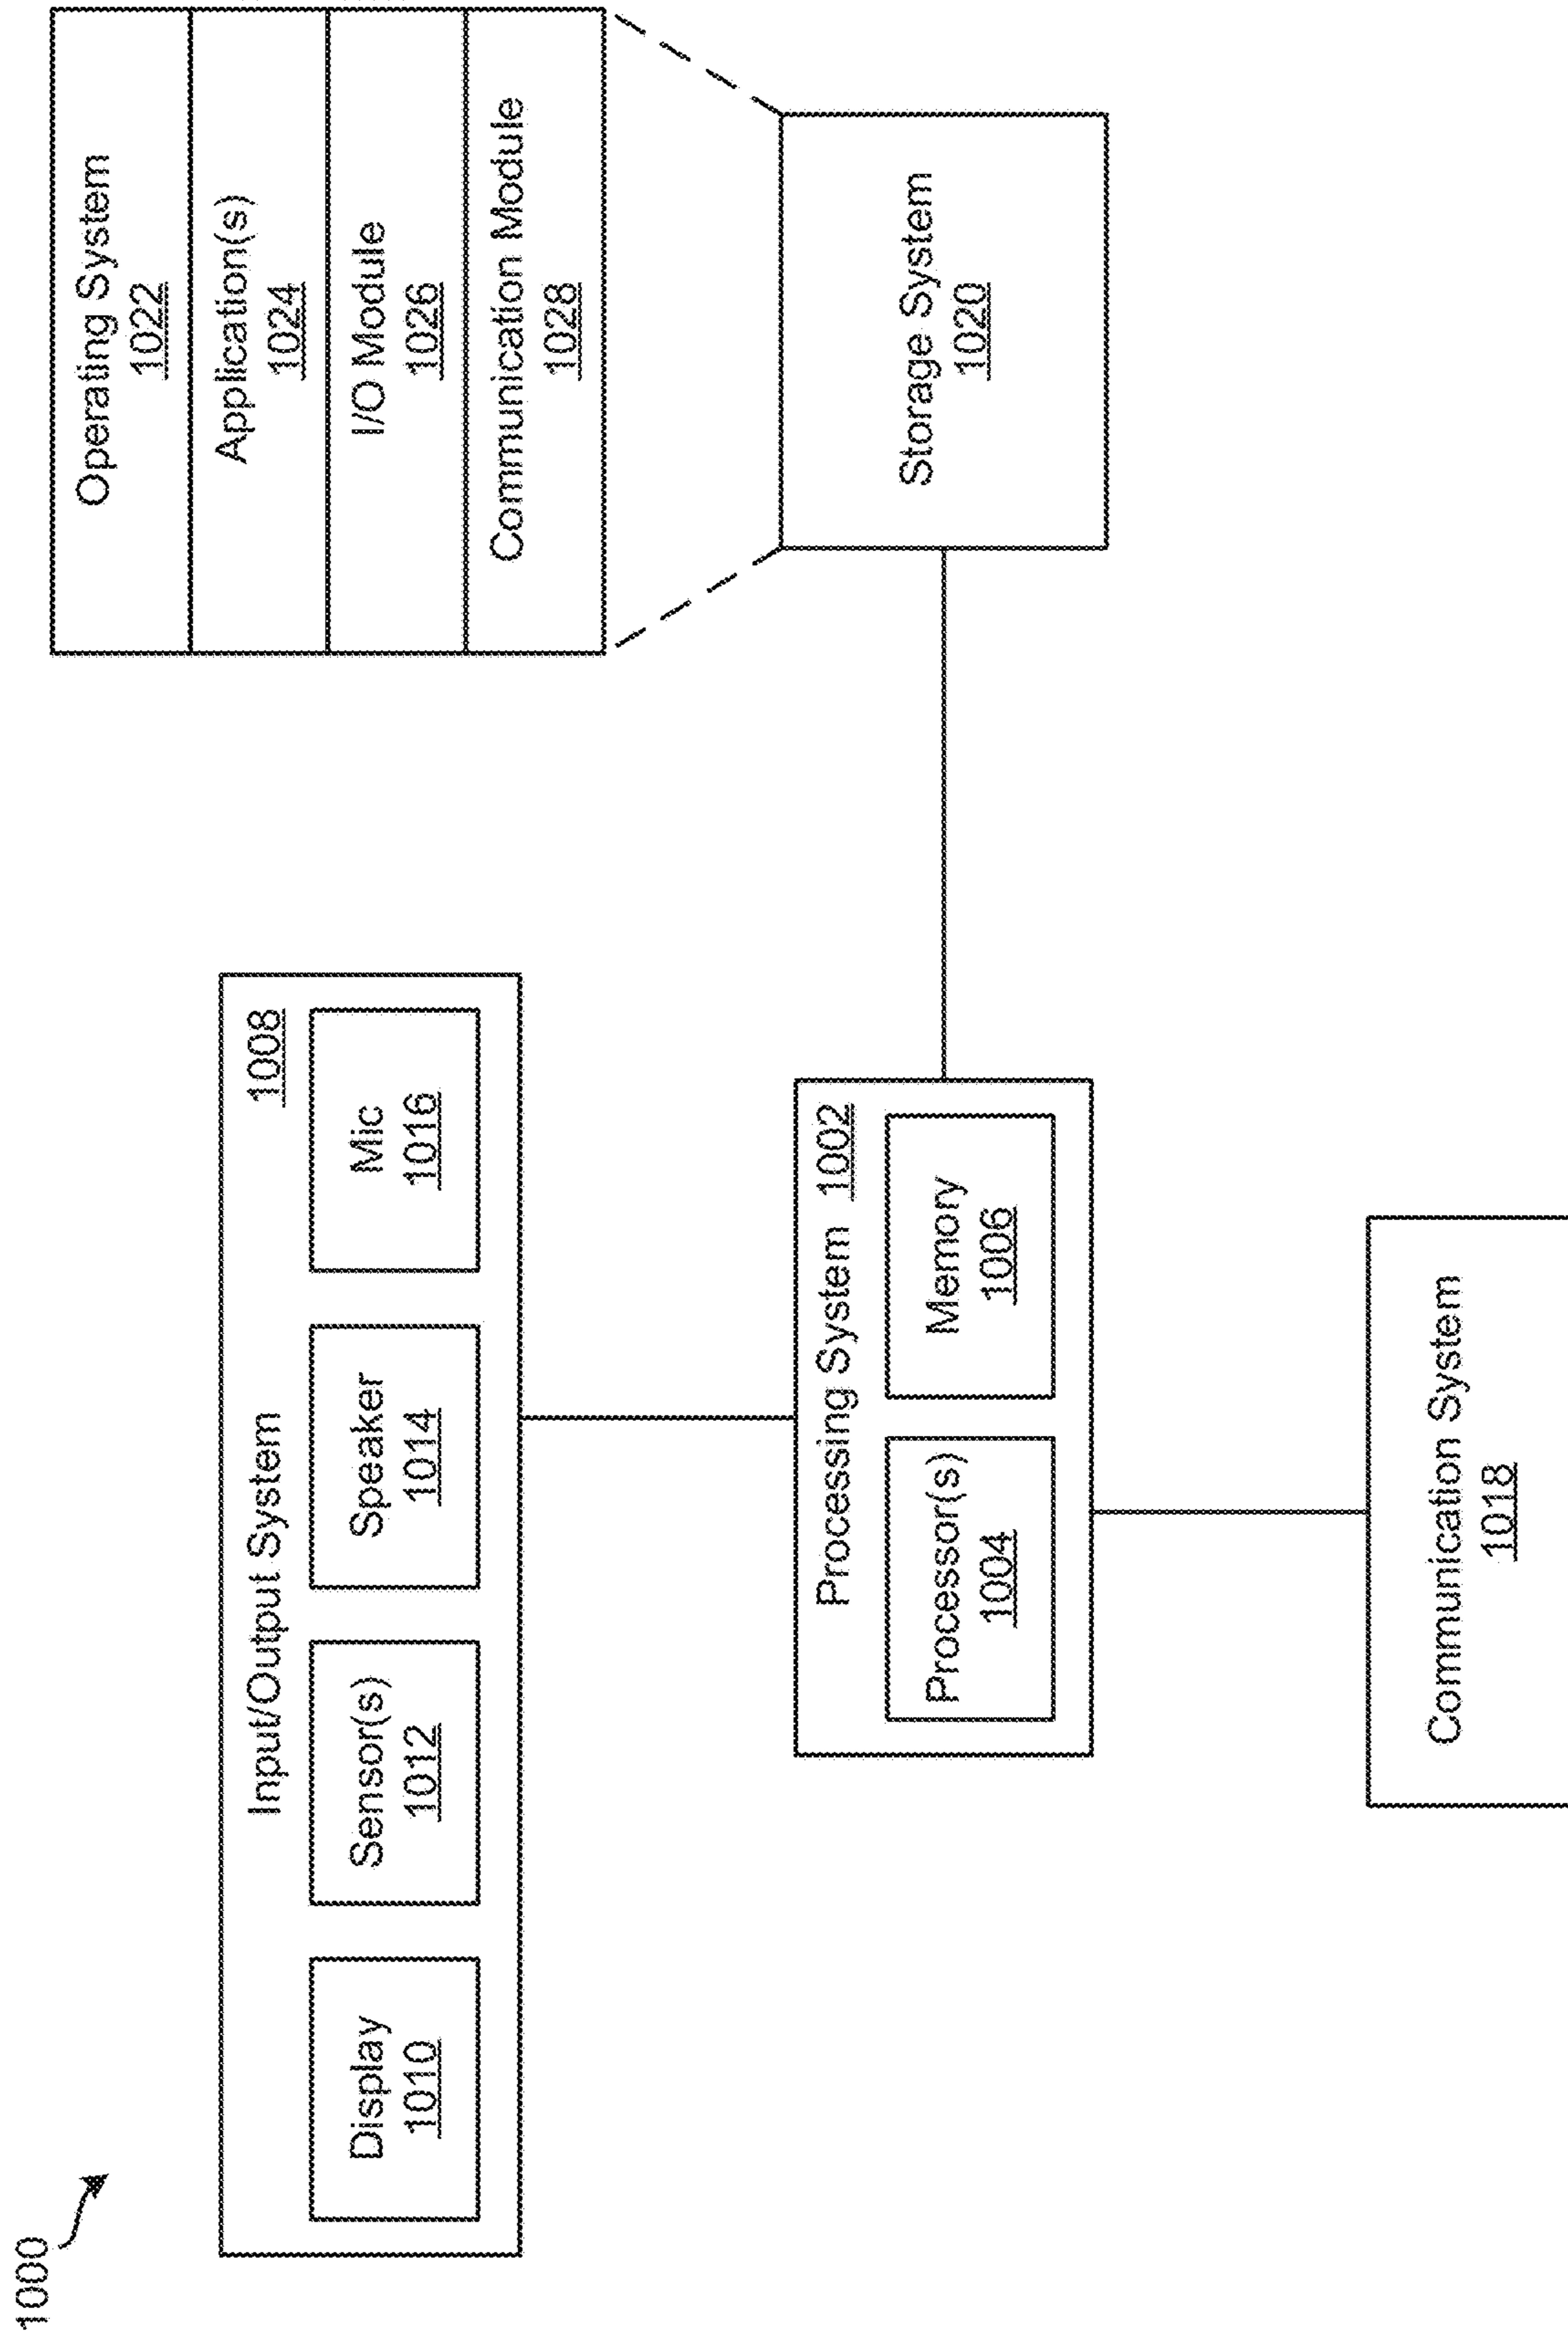 1000
Input/Output System
1008
Display
1010
Sensor(s)
1012
Speaker
1014
Mic
1016
Operating System
1022
Application(s)
1024
I/O Module
1026
Communication Module
1028
Processing System
1002
Processor(s)
1004
Memory
1006
Storage System
1020
Communication System
1018